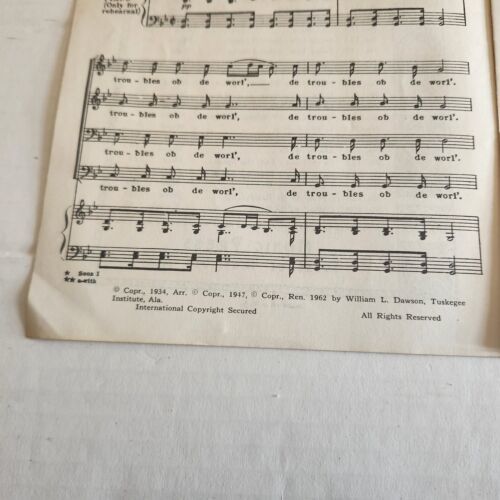 (Only for
rehearsal)
pp
trou - bles ob de worl', de trou - bles ob de worl'.
trou - bles ob de worl', de trou - bles ob de worl'.
trou - bles ob de worl', de trou - bles ob de worl'.
trou - bles ob de worl', de trou - bles ob de worl'.
★ Soon I
★★ a-with
© Copr., 1934, Arr. © Copr., 1947, © Copr., Ren. 1962 by William L. Dawson, Tuskegee
Institute, Ala.
International Copyright Secured All Rights Reserved